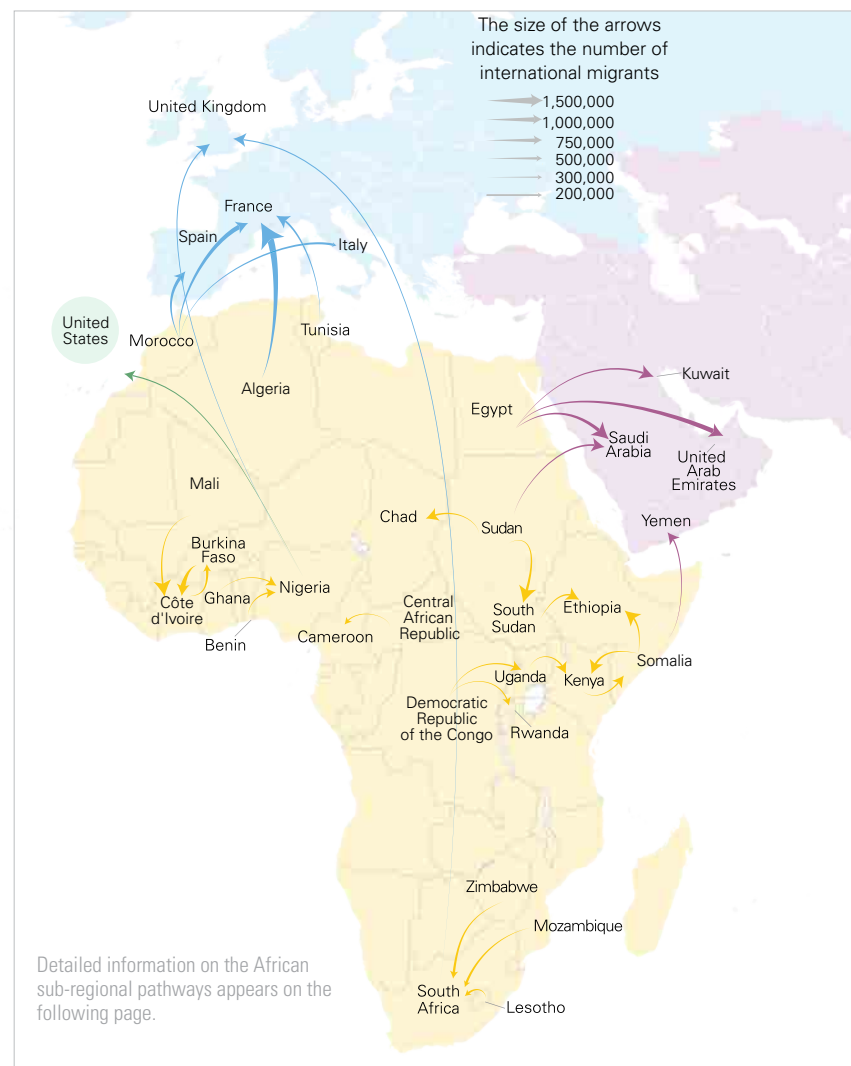 The size of the arrows
indicates the number of
international migrants
1,500,000
1,000,000
750,000
500,000
300,000
200,000
United Kingdom
France
Spain
Italy
United
States
Morocco
Tunisia
Algeria
Kuwait
Egypt
Saudi
Arabia
United
Arab
Emirates
Mali
Chad
Sudan
Yemen
Burkina
Faso
Nigeria
Côte
d'Ivoire
Ghana
Benin
Cameroon
Central
African
Republic
South
Sudan
Ethiopia
Somalia
Uganda
Kenya
Democratic
Republic
of the Congo
Rwanda
Zimbabwe
Mozambique
South
Africa
Lesotho
Detailed information on the African
sub-regional pathways appears on the
following page.